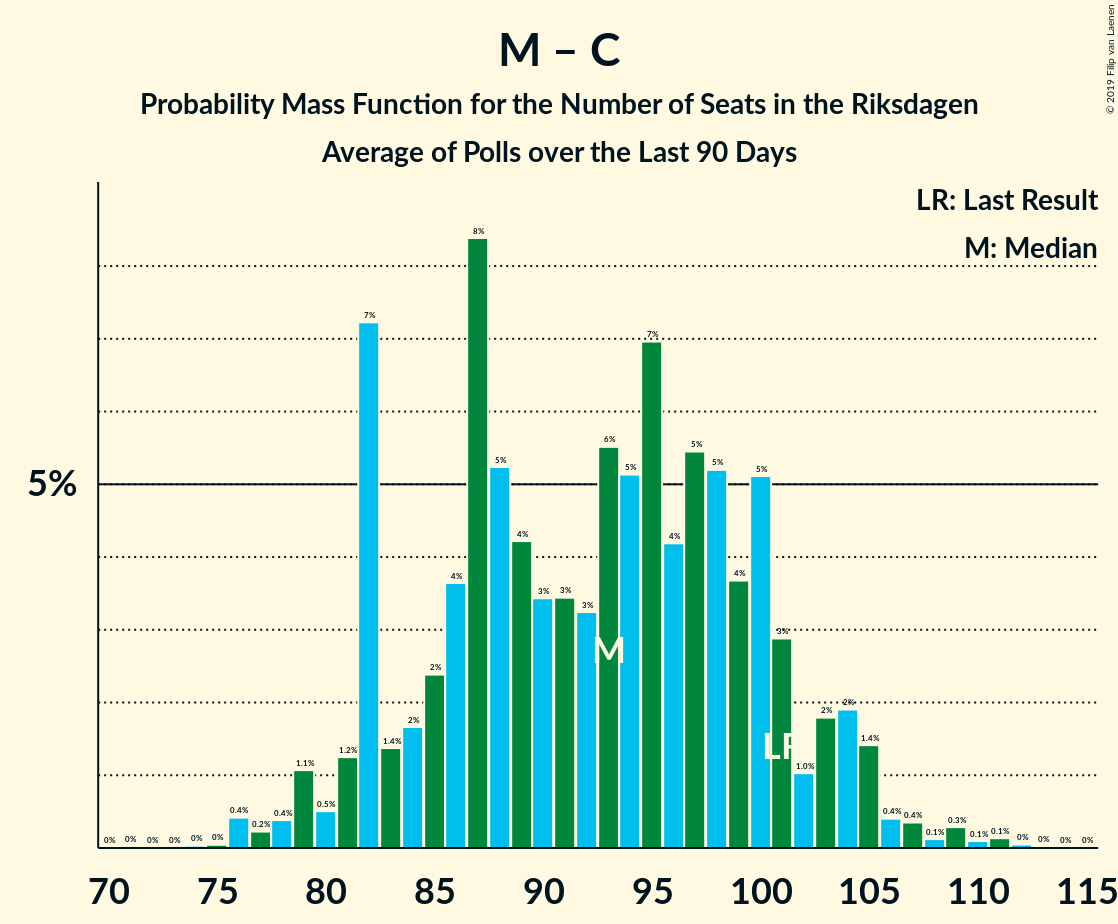 M – C
Probability Mass Function for the Number of Seats in the Riksdagen
Average of Polls over the Last 90 Days
© 2019 Filip van Laenen
LR: Last Result
M: Median
5%
0% 0% 0% 0% 0% 0% 0.4% 0.2% 0.4% 1.1% 0.5% 1.2% 7% 1.4% 2% 2% 4% 8% 5% 4% 3% 3% 3% 6% 5% 7% 4% 5% 5% 4% 5% 3% 1.0% 2% 2% 1.4% 0.4% 0.4% 0.1% 0.3% 0.1% 0.1% 0% 0% 0% 0%
M
LR
70 75 80 85 90 95 100 105 110 115